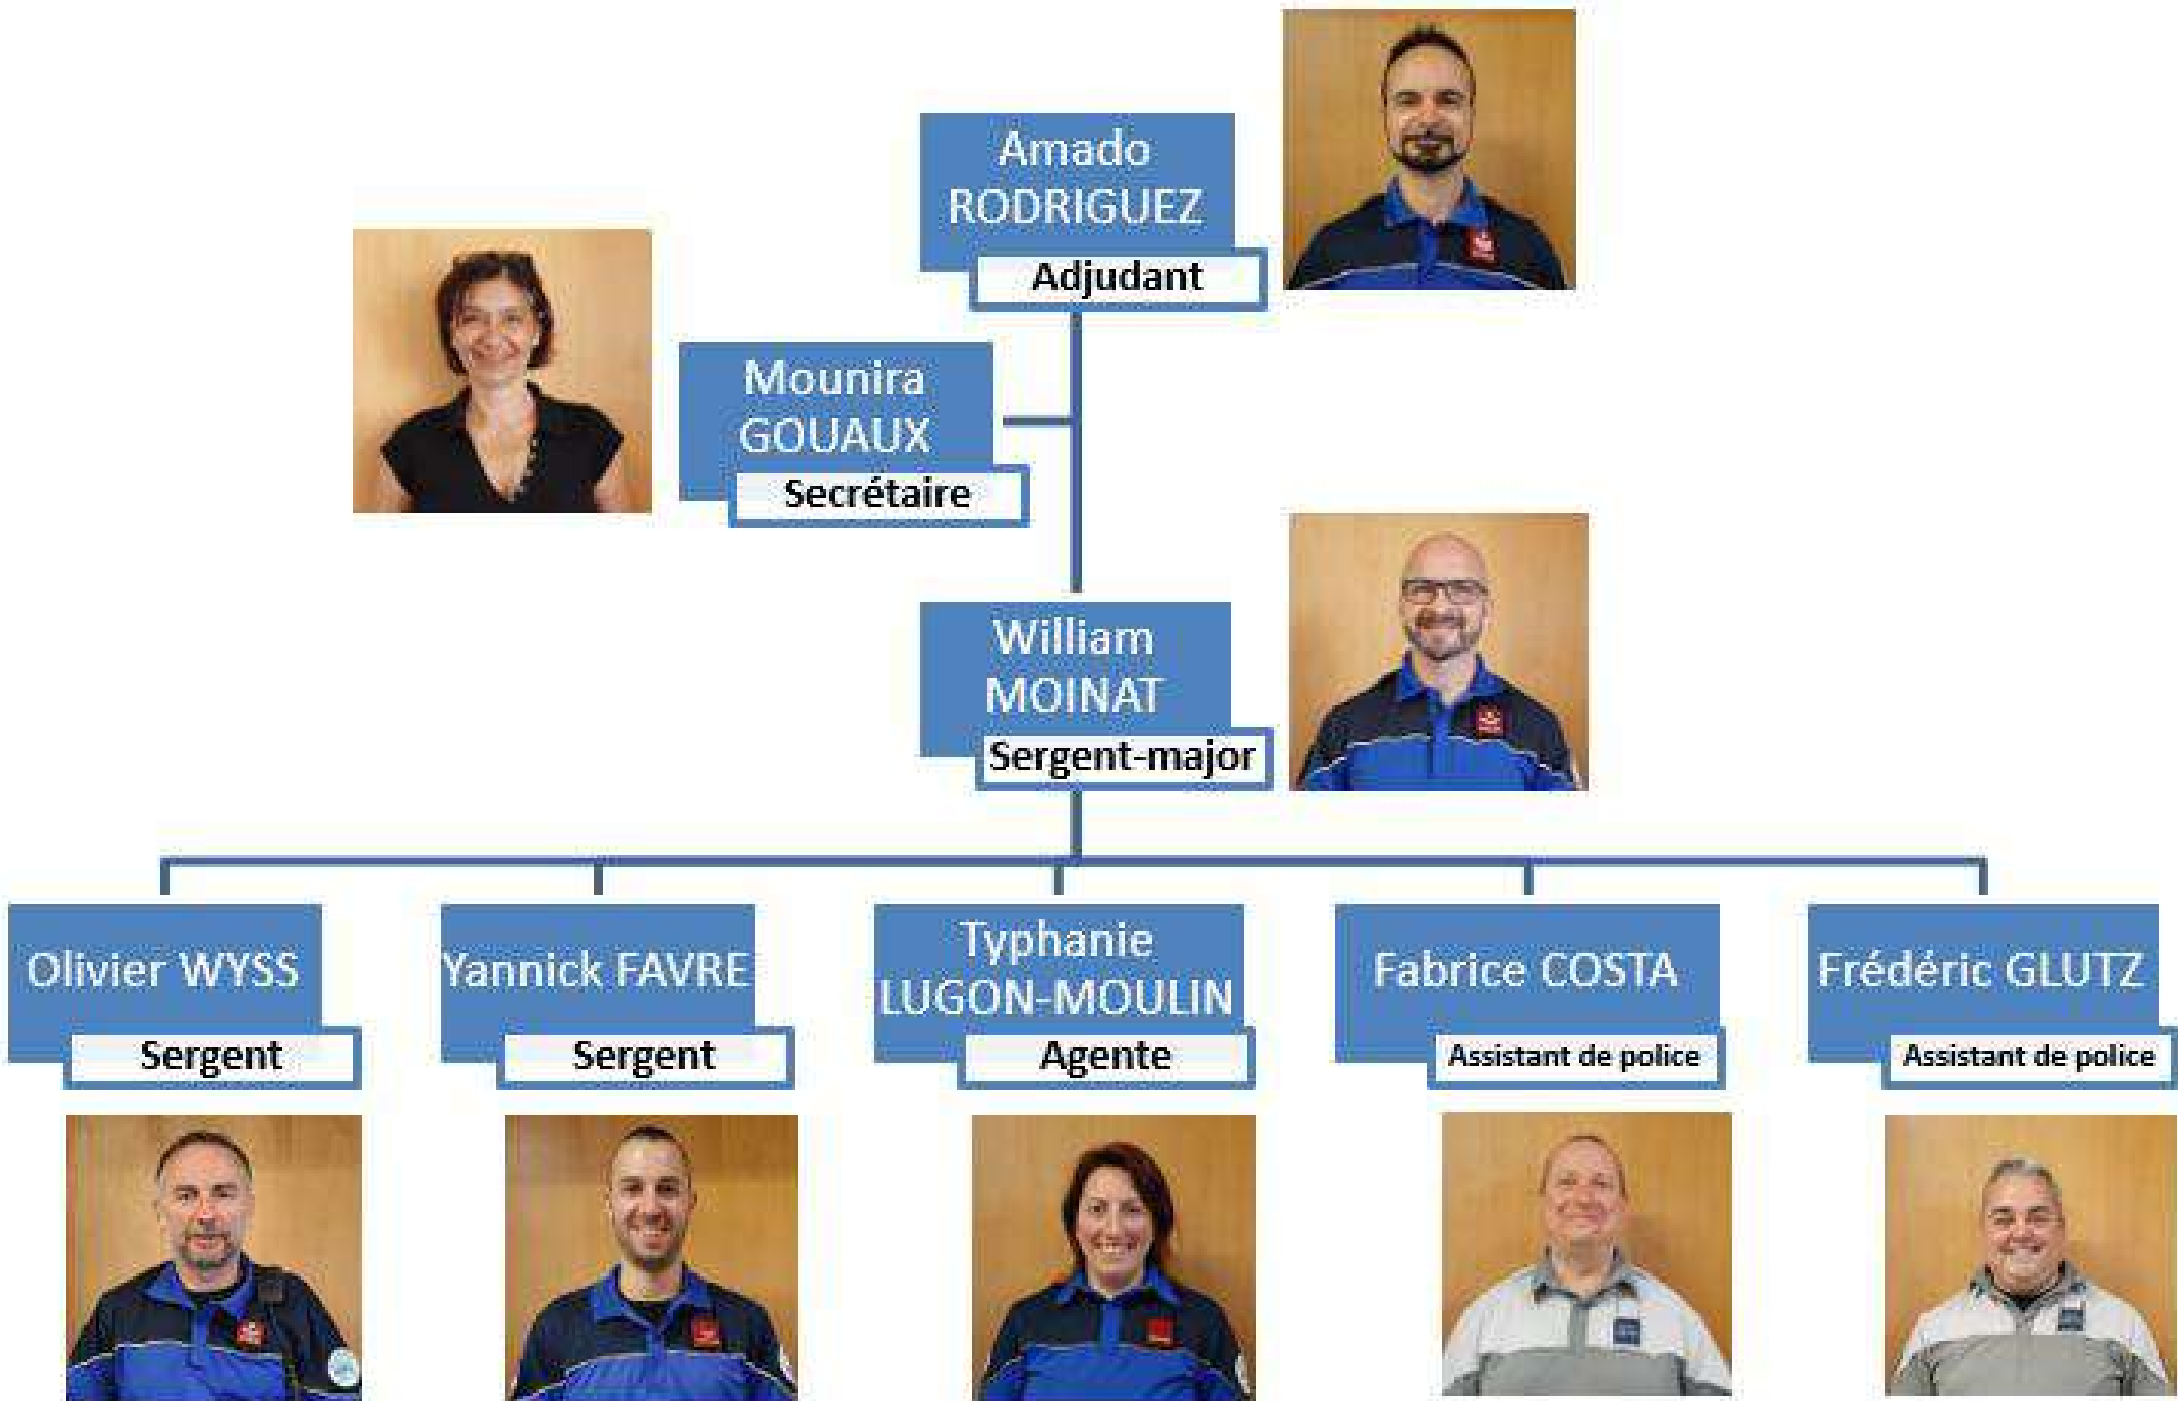 Amado
RODRIGUEZ
Adjudant
Mounira
GOUAUX
Secrétaire
William
MOINAT
Sergent-major
Olivier WYSS
Sergent
Yannick FAVRE
Sergent
Typhanie
LUGON-MOULIN
Agente
Fabrice COSTA
Assistant de police
Frédéric GLUTZ
Assistant de police